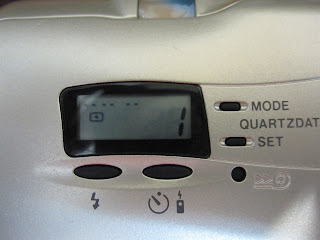 -- -- --
1
MODE
QUARTZDAT
SET